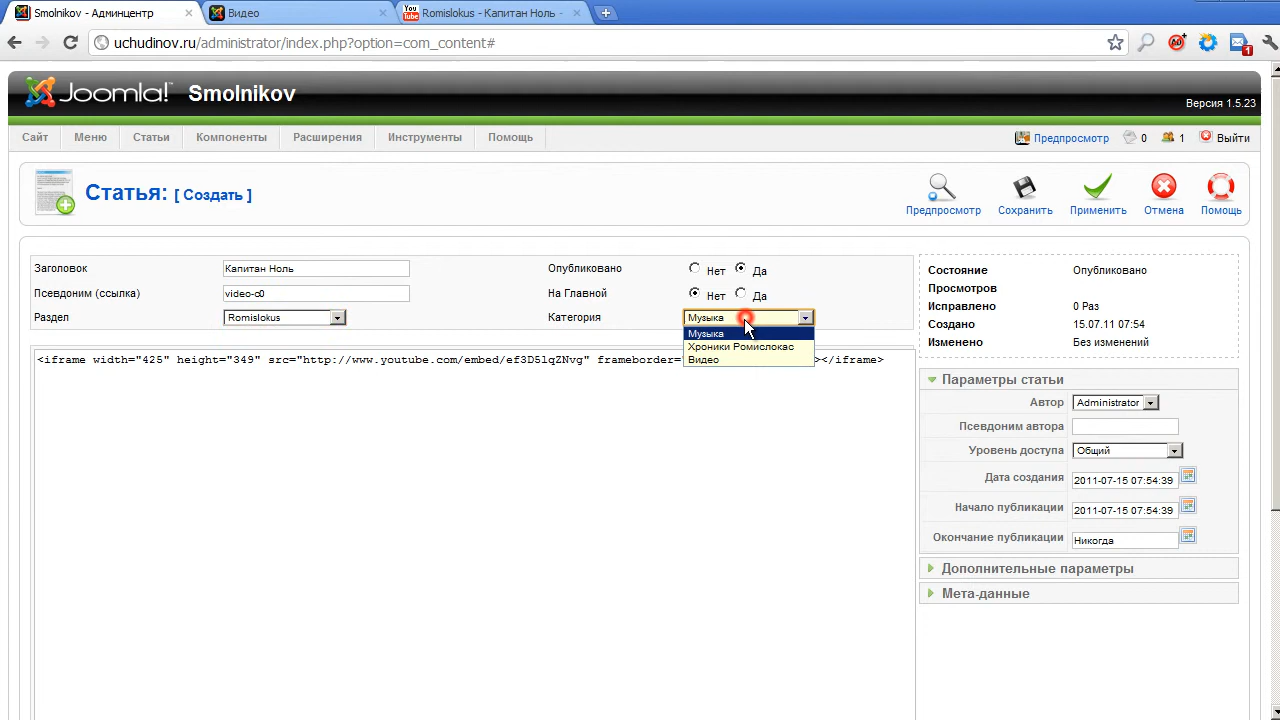 Smolnikov - Админцентр
Видео
You Tube Romislokus - Капитан Ноль -
uchudinov.ru/administrator/index.php?option=com_content#
1
Joomla!™ Smolnikov
Версия 1.5.23
Сайт Меню Статьи Компоненты Расширения Инструменты Помощь
Предпросмотр 0 1 Выйти
Статья: [ Создать ]
Предпросмотр Сохранить Применить Отмена Помощь
Заголовок Капитан Ноль Опубликовано Нет Да
Псевдоним (ссылка) video-c0 На Главной Нет Да
Раздел Romislokus Категория Музыка
Музыка
Хроники Ромислокас
Видео
<iframe width="425" height="349" src="http://www.youtube.com/embed/ef3D5lqZNvg" frameborder=" ></iframe>
Состояние Опубликовано
Просмотров
Исправлено 0 Раз
Создано 15.07.11 07:54
Изменено Без изменений
Параметры статьи
Автор Administrator
Псевдоним автора
Уровень доступа Общий
Дата создания 2011-07-15 07:54:39
Начало публикации 2011-07-15 07:54:39
Окончание публикации Никогда
Дополнительные параметры
Мета-данные